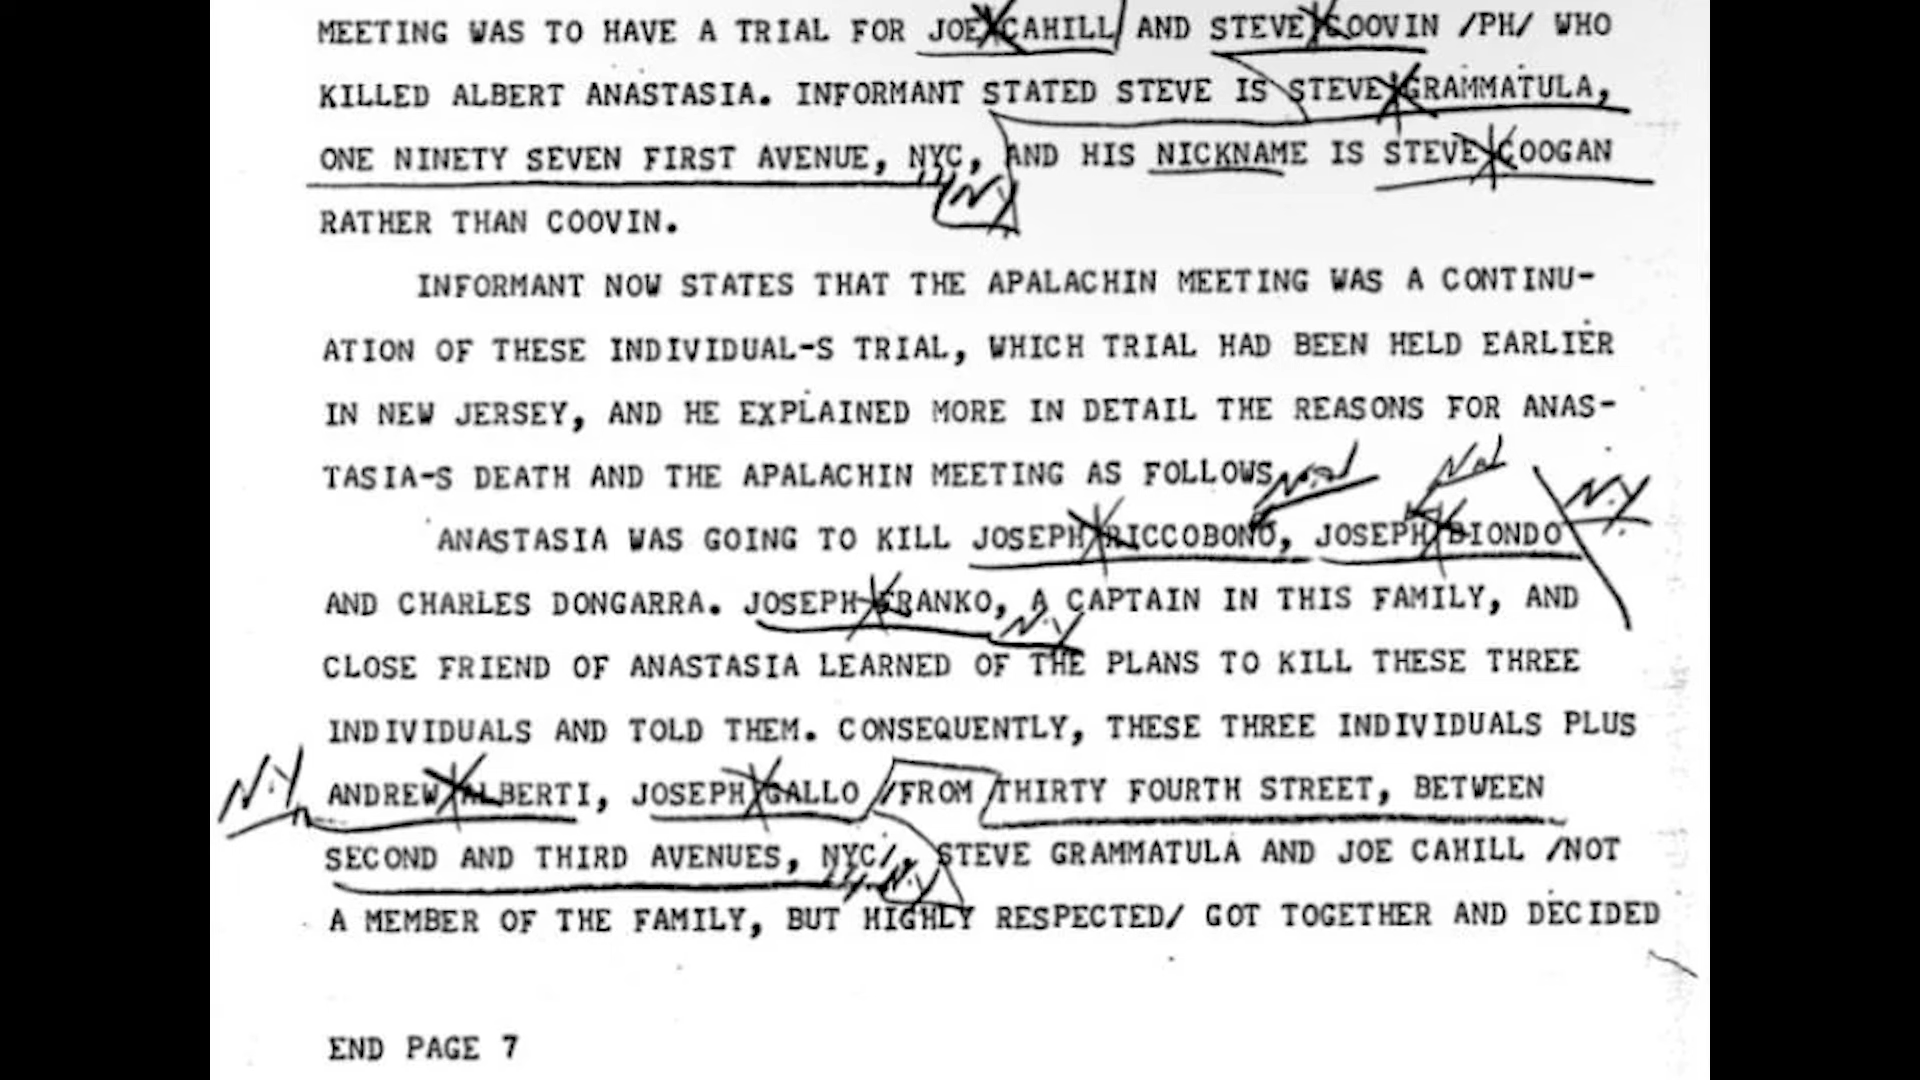 MEETING WAS TO HAVE A TRIAL FOR JOE CAHILL AND STEVE COOVIN /PH/ WHO
KILLED ALBERT ANASTASIA. INFORMANT STATED STEVE IS STEVE GRAMMATULA,
ONE NINETY SEVEN FIRST AVENUE, NYC, AND HIS NICKNAME IS STEVE COOGAN
N.Y
RATHER THAN COOVIN.
INFORMANT NOW STATES THAT THE APALACHIN MEETING WAS A CONTINU-
ATION OF THESE INDIVIDUAL-S TRIAL, WHICH TRIAL HAD BEEN HELD EARLIER
IN NEW JERSEY, AND HE EXPLAINED MORE IN DETAIL THE REASONS FOR ANAS-
TASIA-S DEATH AND THE APALACHIN MEETING AS FOLLOWS
N.Y
ANASTASIA WAS GOING TO KILL JOSEPH RICCOBONO, JOSEPH BIONDO
AND CHARLES DONGARRA. JOSEPH FRANKO, A CAPTAIN IN THIS FAMILY, AND
N.Y
CLOSE FRIEND OF ANASTASIA LEARNED OF THE PLANS TO KILL THESE THREE
INDIVIDUALS AND TOLD THEM. CONSEQUENTLY, THESE THREE INDIVIDUALS PLUS
N.Y ANDREW ALBERTI, JOSEPH GALLO /FROM THIRTY FOURTH STREET, BETWEEN
SECOND AND THIRD AVENUES, NYC/, STEVE GRAMMATULA AND JOE CAHILL /NOT
N.Y
A MEMBER OF THE FAMILY, BUT HIGHLY RESPECTED/ GOT TOGETHER AND DECIDED
END PAGE 7